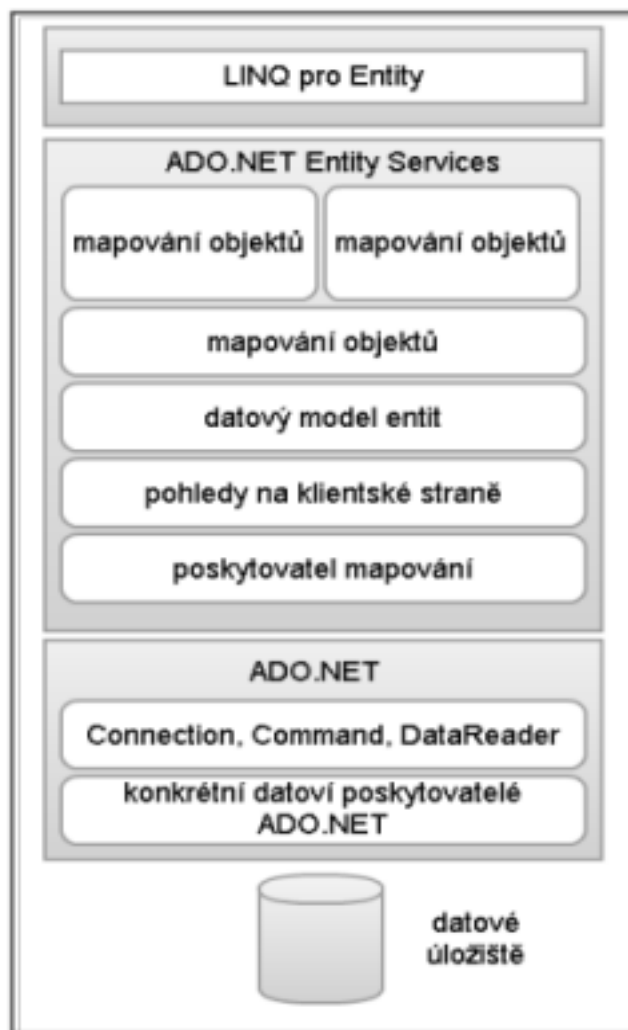 LINQ pro Entity
ADO.NET Entity Services
mapování objektů
mapování objektů
mapování objektů
datový model entit
pohledy na klientské straně
poskytovatel mapování
ADO.NET
Connection, Command, DataReader
konkrétní datoví poskytovatelé
ADO.NET
datové
úložiště